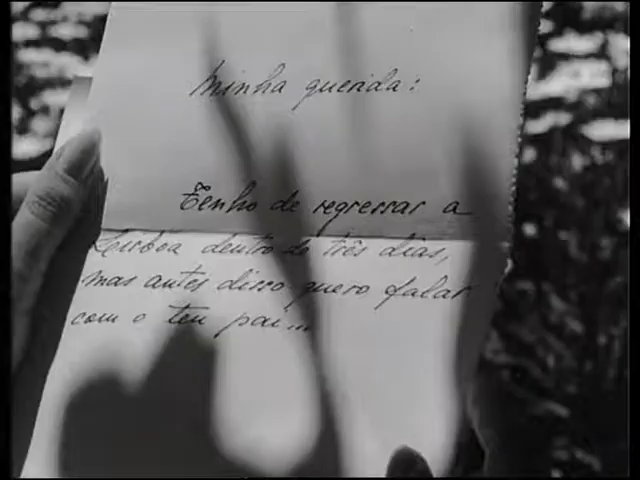 Minha querida:
Tenho de regressar a
Lisboa dentro de três dias,
mas antes disso quero falar
com o teu pai...